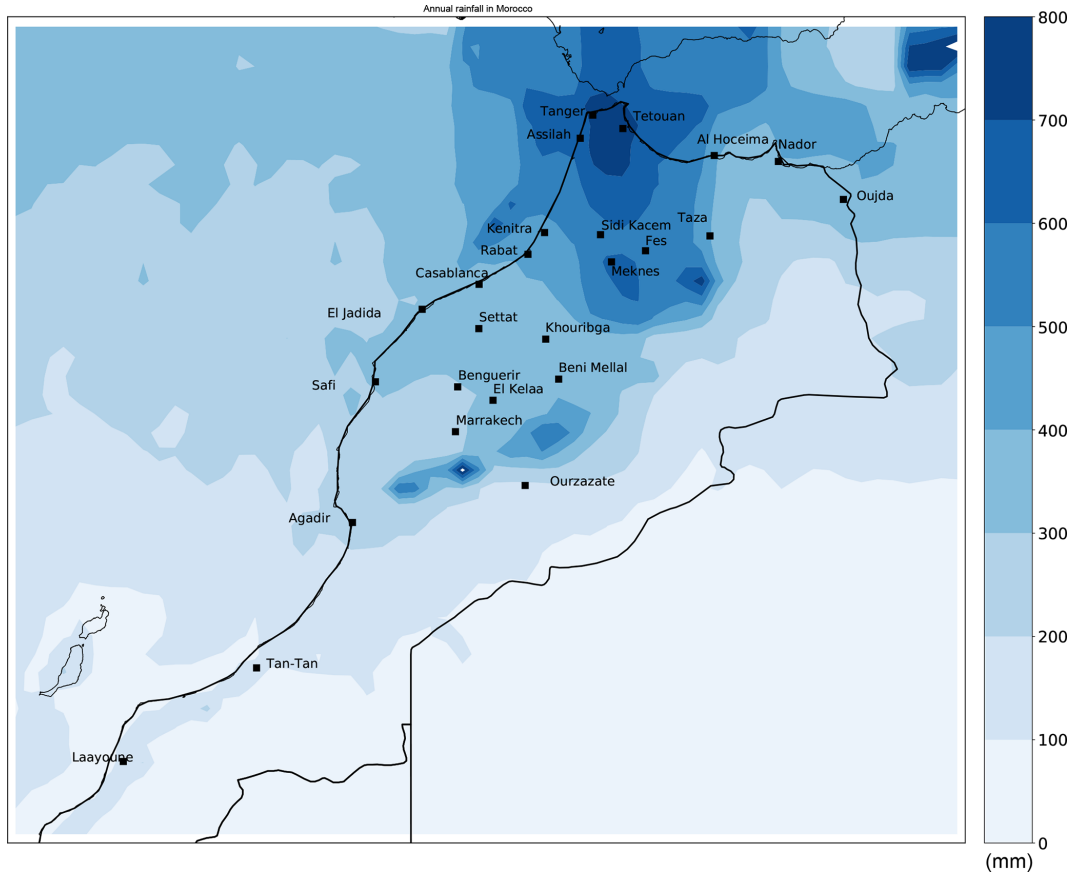 Annual rainfall in Morocco
800
Tanger
Tetouan
700
Assilah
Al Hoceima
Nador
Oujda
Taza
600
Kenitra
Sidi Kacem
Fes
Rabat
Meknes
Casablanca
El Jadida
Settat
Khouribga
500
Safi
Benguerir
Beni Mellal
El Kelaa
Marrakech
400
Ourzazate
Agadir
300
200
Tan-Tan
100
Laayoune
0
(mm)